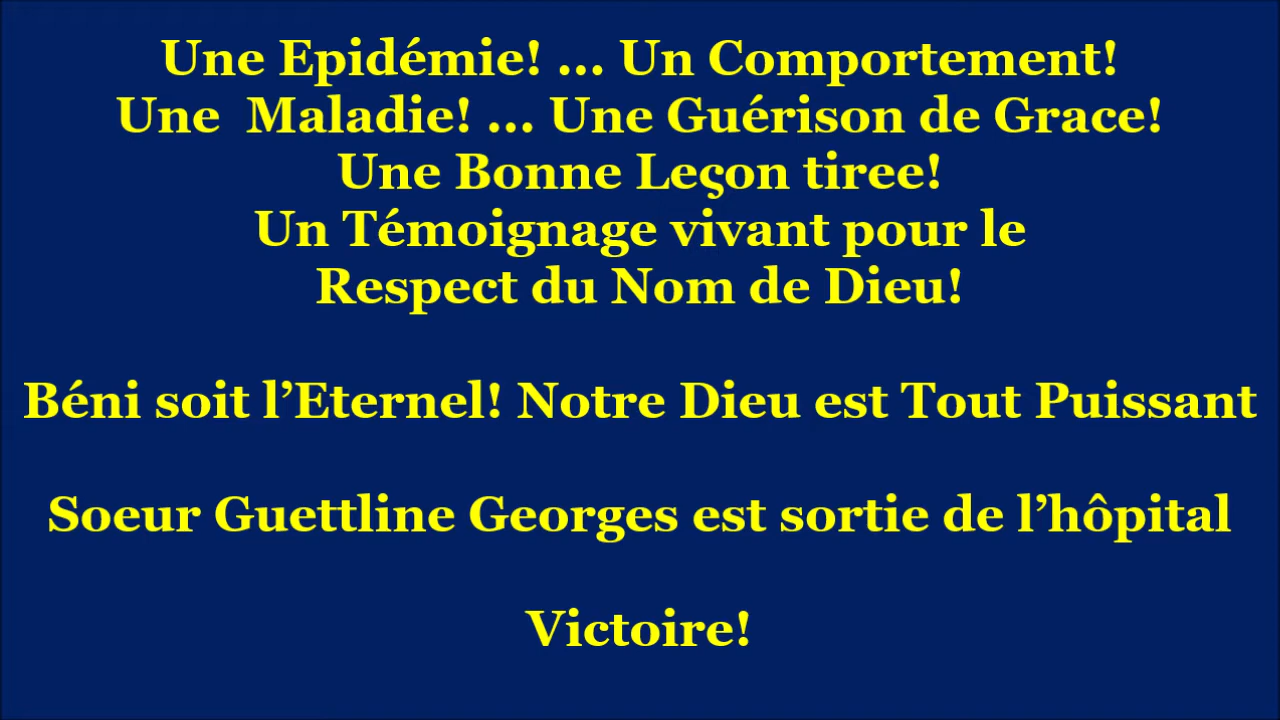 Une Epidémie! ... Un Comportement!
Une  Maladie! ... Une Guérison de Grace!
Une Bonne Leçon tiree!
Un Témoignage vivant pour le
Respect du Nom de Dieu!
Béni soit l’Eternel! Notre Dieu est Tout Puissant
Soeur Guettline Georges est sortie de l’hôpital
Victoire!